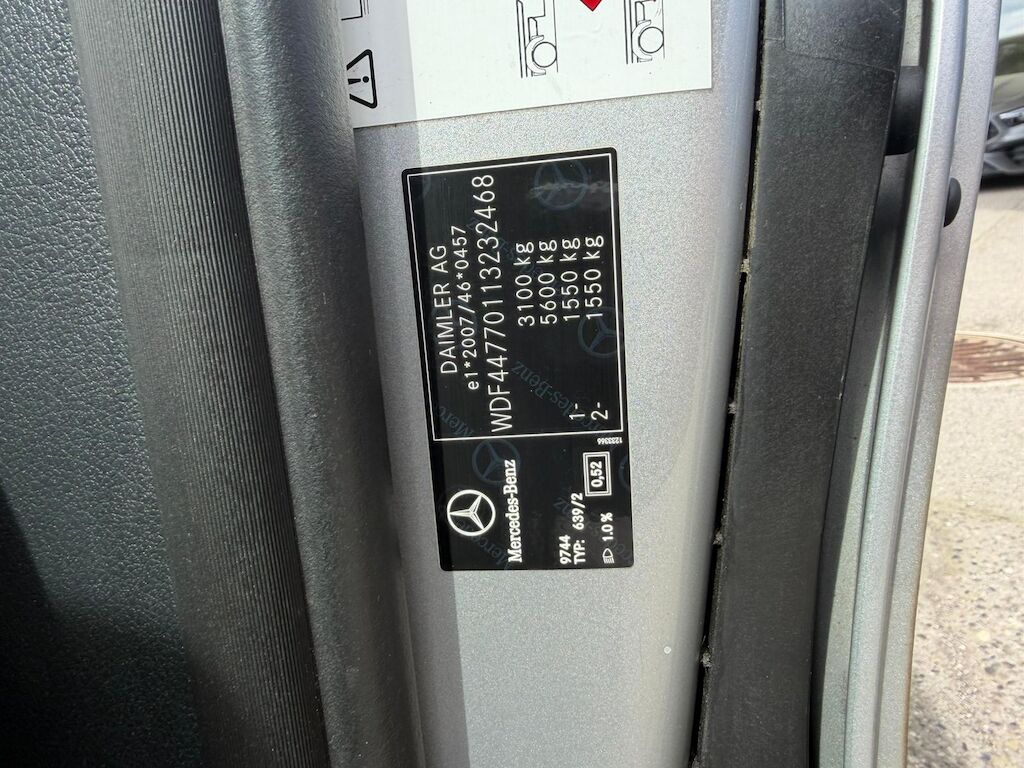 DAIMLER AG
e1*2007/46*0457
WDF44770113232468
3100 kg
5600 kg
1- 1550 kg
2- 1550 kg
1233368
Mercedes-Benz
9744
TYP: 639/2
1.0 %
0,52